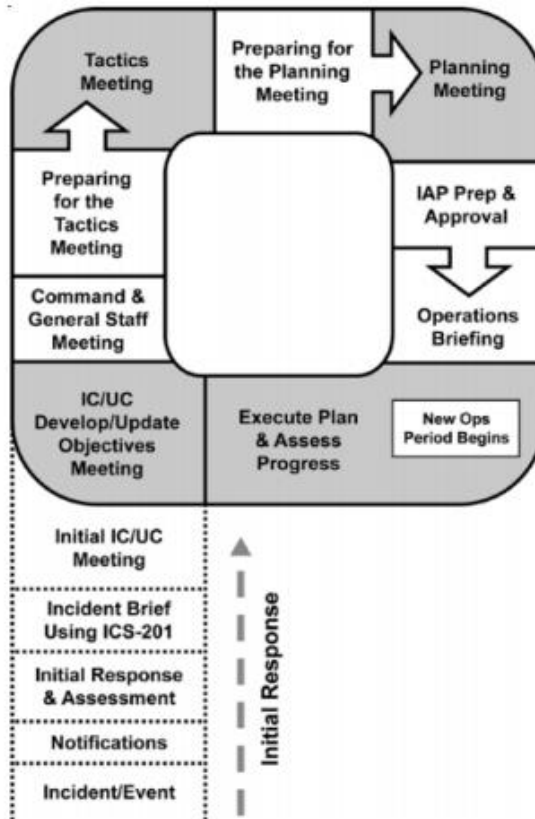 Tactics
Meeting
Preparing for
the Planning
Meeting
Planning
Meeting
Preparing
for the
Tactics
Meeting
IAP Prep &
Approval
Command &
General Staff
Meeting
Operations
Briefing
IC/UC
Develop/Update
Objectives
Meeting
Execute Plan
& Assess
Progress
New Ops
Period Begins
Initial IC/UC
Meeting
Incident Brief
Using ICS-201
Initial Response
& Assessment
Notifications
Incident/Event
Initial Response